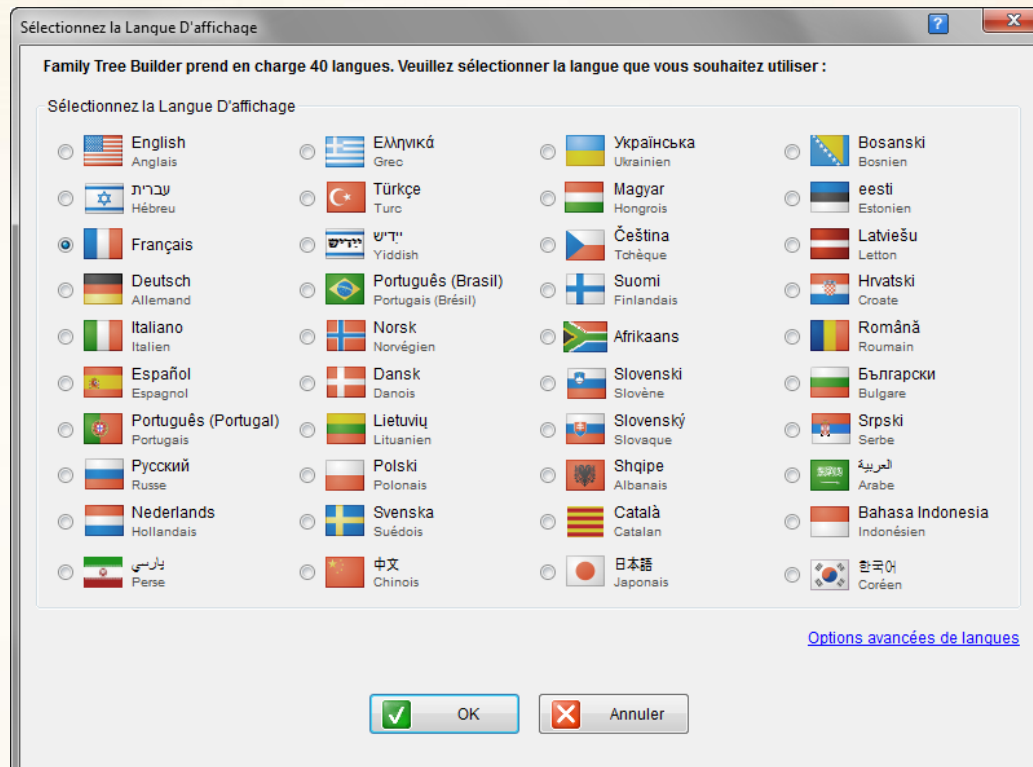 Sélectionnez la Langue D'affichage
Family Tree Builder prend en charge 40 langues. Veuillez sélectionner la langue que vous souhaitez utiliser :
Sélectionnez la Langue D'affichage
English
Anglais
Ελληνικά
Grec
Українська
Ukrainien
Bosanski
Bosnien
עברית
Hébreu
Türkçe
Turc
Magyar
Hongrois
eesti
Estonien
Français
ייִדיש
ייִדיש
Yiddish
Čeština
Tchèque
Latviešu
Letton
Deutsch
Allemand
Português (Brasil)
Portugais (Brésil)
Suomi
Finlandais
Hrvatski
Croate
Italiano
Italien
Norsk
Norvégien
Afrikaans
Română
Roumain
Español
Espagnol
Dansk
Danois
Slovenski
Slovène
Български
Bulgare
Português (Portugal)
Portugais
Lietuvių
Lituanien
Slovenský
Slovaque
Srpski
Serbe
Русский
Russe
Polski
Polonais
Shqipe
Albanais
العربية
Arabe
Nederlands
Hollandais
Svenska
Suédois
Català
Catalan
Bahasa Indonesia
Indonésien
پارسي
Perse
中文
Chinois
日本語
Japonais
한국어
Coréen
Options avancées de langues
OK
Annuler